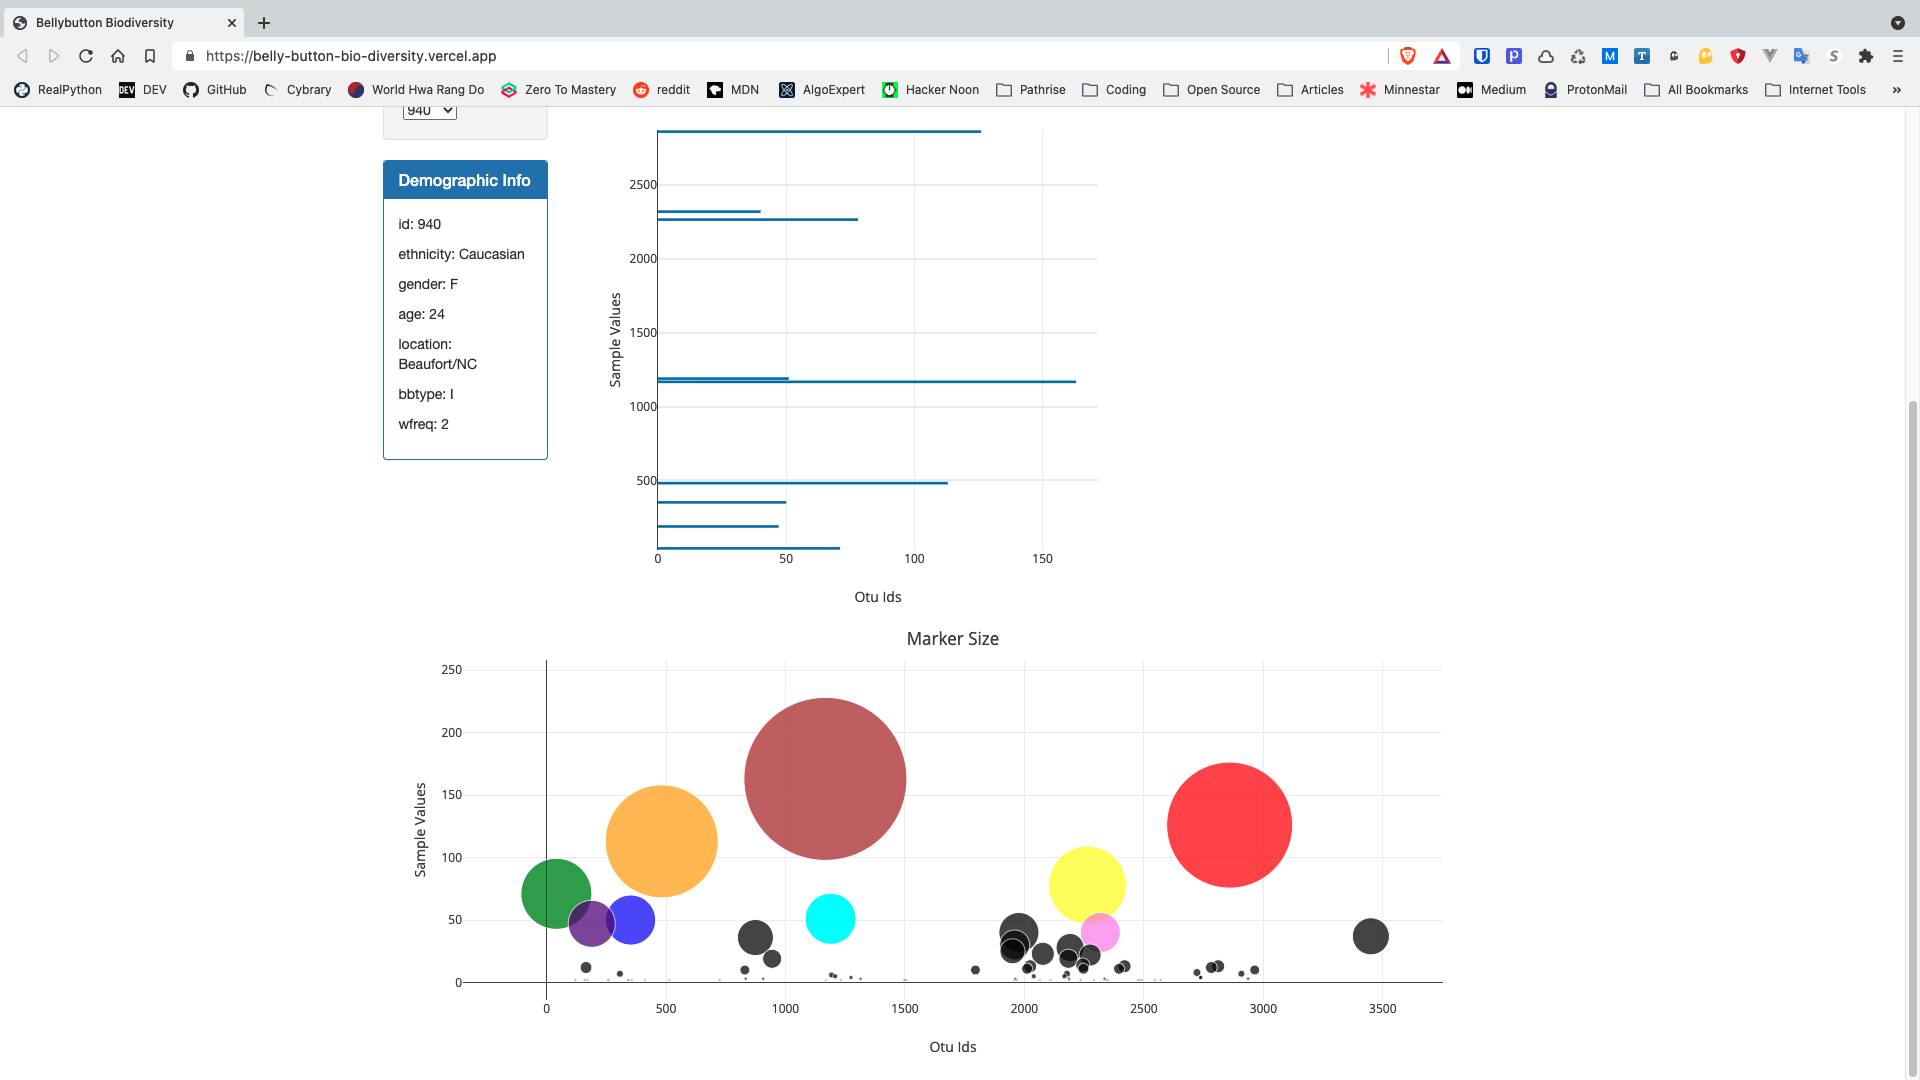 Bellybutton Biodiversity
https://belly-button-bio-diversity.vercel.app
RealPython
DEV DEV
GitHub
Cybrary
World Hwa Rang Do
Zero To Mastery
reddit
MDN
AlgoExpert
Hacker Noon
Pathrise
Coding
Open Source
Articles
Minnestar
Medium
ProtonMail
All Bookmarks
Internet Tools
»
940
Demographic Info
id: 940
ethnicity: Caucasian
gender: F
age: 24
location:
Beaufort/NC
bbtype: I
wfreq: 2
Sample Values
2500
2000
1500
1000
500
0 50 100 150
Otu Ids
Marker Size
Sample Values
250
200
150
100
50
0
0 500 1000 1500 2000 2500 3000 3500
Otu Ids